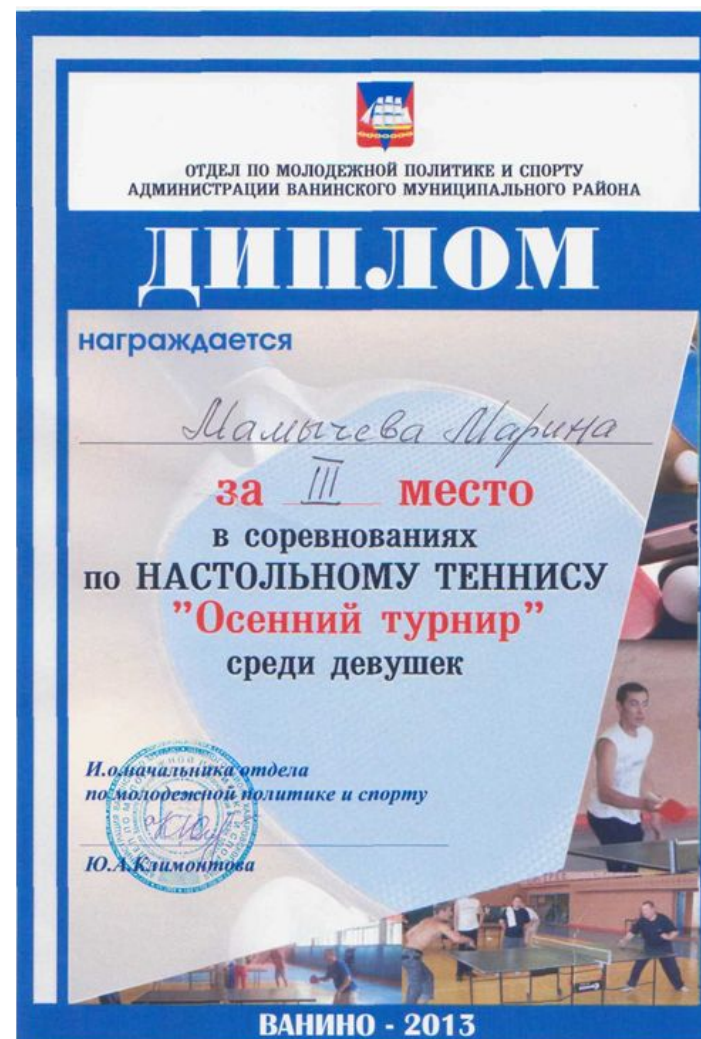 ОТДЕЛ ПО МОЛОДЕЖНОЙ ПОЛИТИКЕ И СПОРТУ
АДМИНИСТРАЦИИ ВАНИНСКОГО МУНИЦИПАЛЬНОГО РАЙОНА
ДИПЛОМ
награждается
Мамычева Марина
за III место
в соревнованиях
по НАСТОЛЬНОМУ ТЕННИСУ
"Осенний турнир"
среди девушек
И.о.начальника отдела
по молодежной политике и спорту
Ю.А.Климонтова
ВАНИНО - 2013